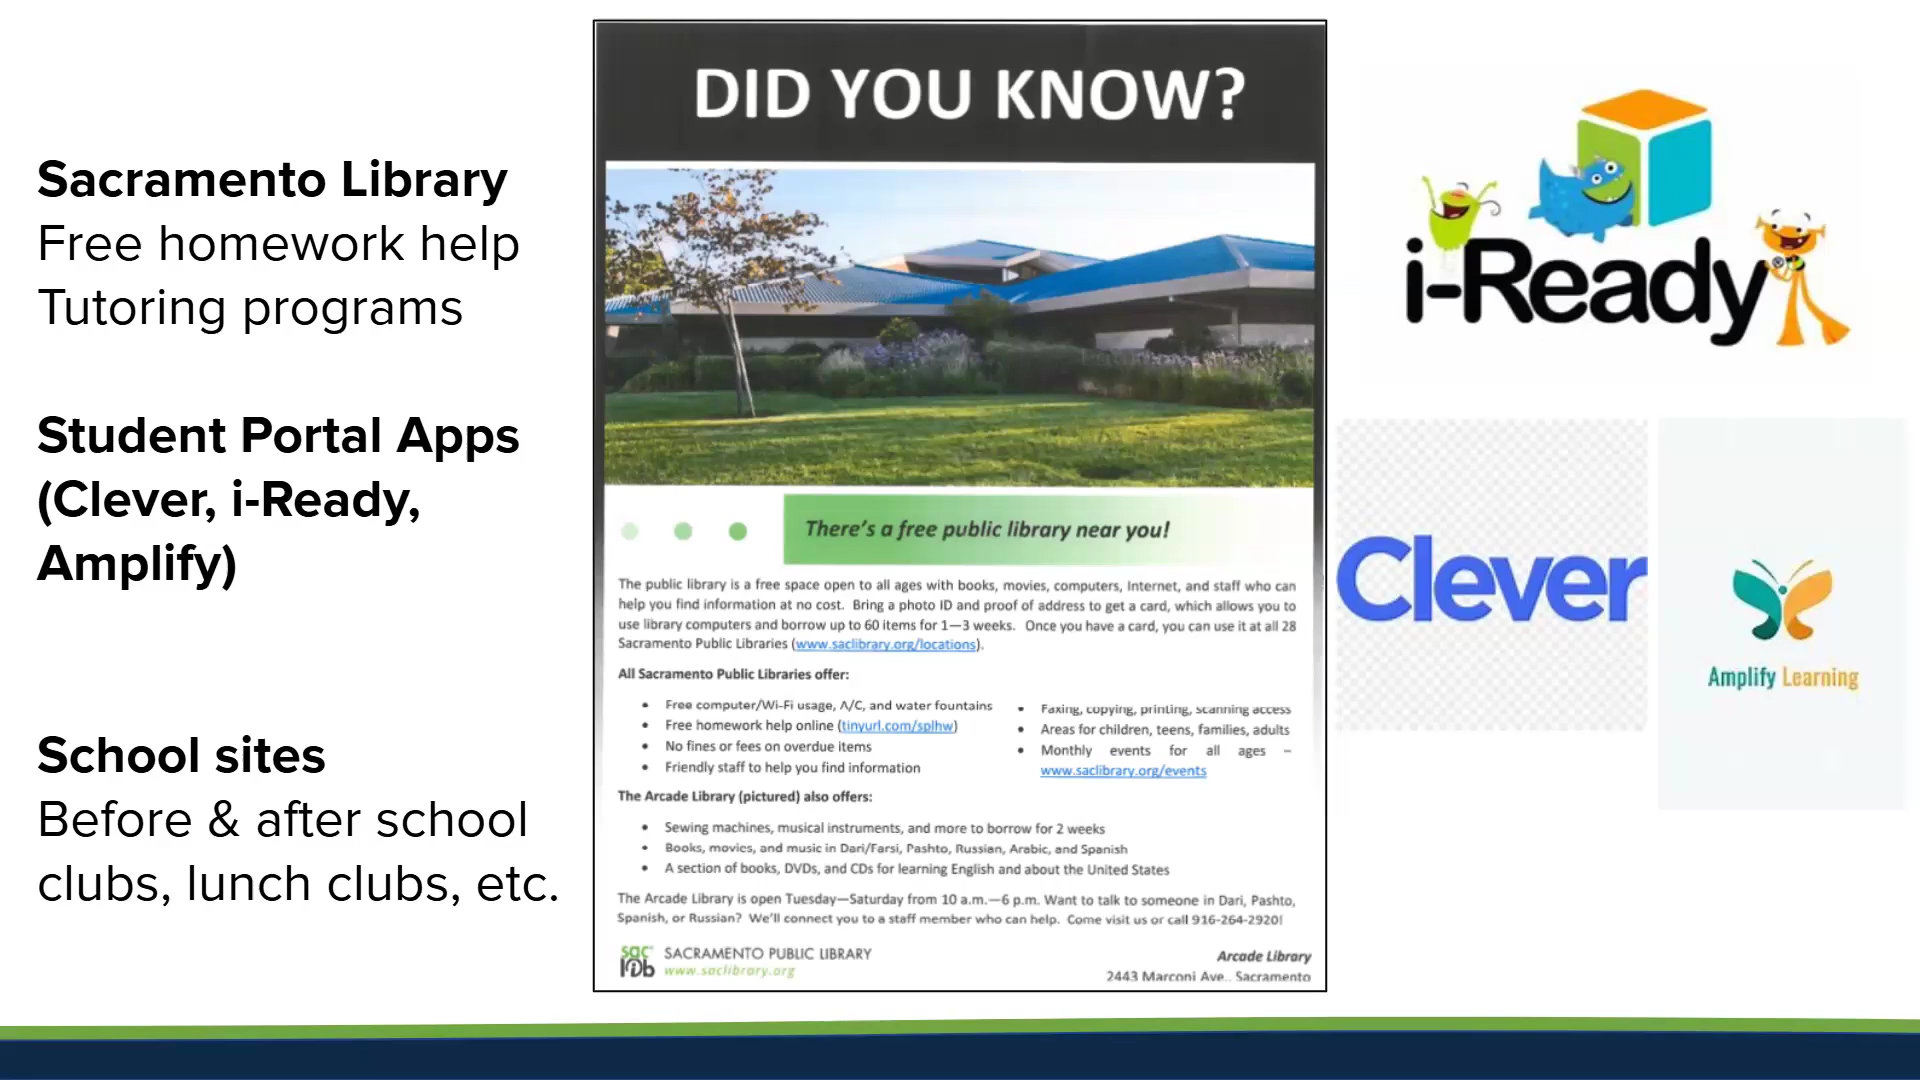 Sacramento Library
Free homework help
Tutoring programs
Student Portal Apps
(Clever, i-Ready,
Amplify)
School sites
Before & after school
clubs, lunch clubs, etc.
DID YOU KNOW?
There's a free public library near you!
The public library is a free space open to all ages with books, movies, computers, Internet, and staff who can
help you find information at no cost. Bring a photo ID and proof of address to get a card, which allows you to
use library computers and borrow up to 60 items for 1—3 weeks. Once you have a card, you can use it at all 28
Sacramento Public Libraries (www.saclibrary.org/locations).
All Sacramento Public Libraries offer:
• Free computer/Wi-Fi usage, A/C, and water fountains
• Free homework help online (tinyurl.com/splhw)
• No fines or fees on overdue items
• Friendly staff to help you find information
• Faxing, copying, printing, scanning access
• Areas for children, teens, families, adults
• Monthly events for all ages –
www.saclibrary.org/events
The Arcade Library (pictured) also offers:
• Sewing machines, musical instruments, and more to borrow for 2 weeks
• Books, movies, and music in Dari/Farsi, Pashto, Russian, Arabic, and Spanish
• A section of books, DVDs, and CDs for learning English and about the United States
The Arcade Library is open Tuesday—Saturday from 10 a.m.—6 p.m. Want to talk to someone in Dari, Pashto,
Spanish, or Russian? We'll connect you to a staff member who can help. Come visit us or call 916-264-2920!
sac
lib
SACRAMENTO PUBLIC LIBRARY
www.saclibrary.org
Arcade Library
2443 Marconi Ave., Sacramento
i-Ready
Clever
Amplify Learning